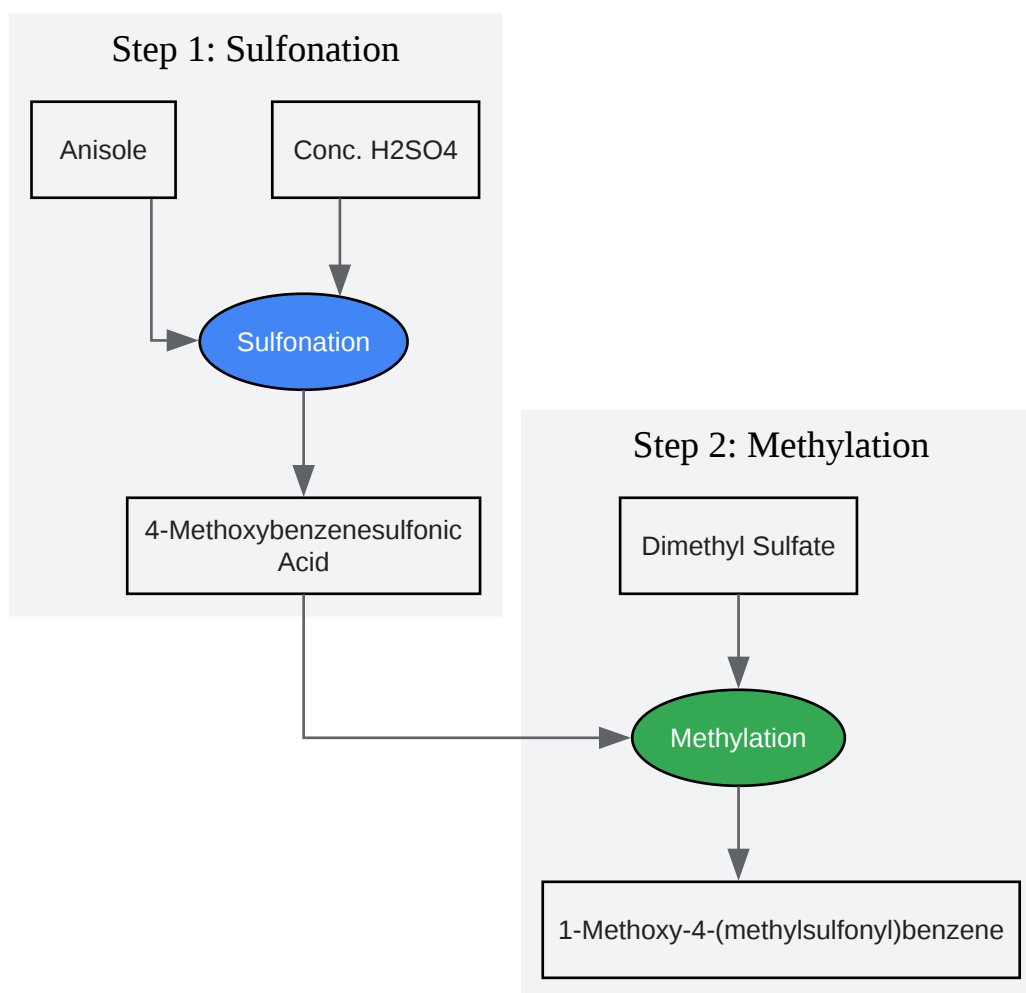 Step 1: Sulfonation
Anisole
Conc. H2SO4
Sulfonation
4-Methoxybenzenesulfonic
Acid
Step 2: Methylation
Dimethyl Sulfate
Methylation
1-Methoxy-4-(methylsulfonyl)benzene